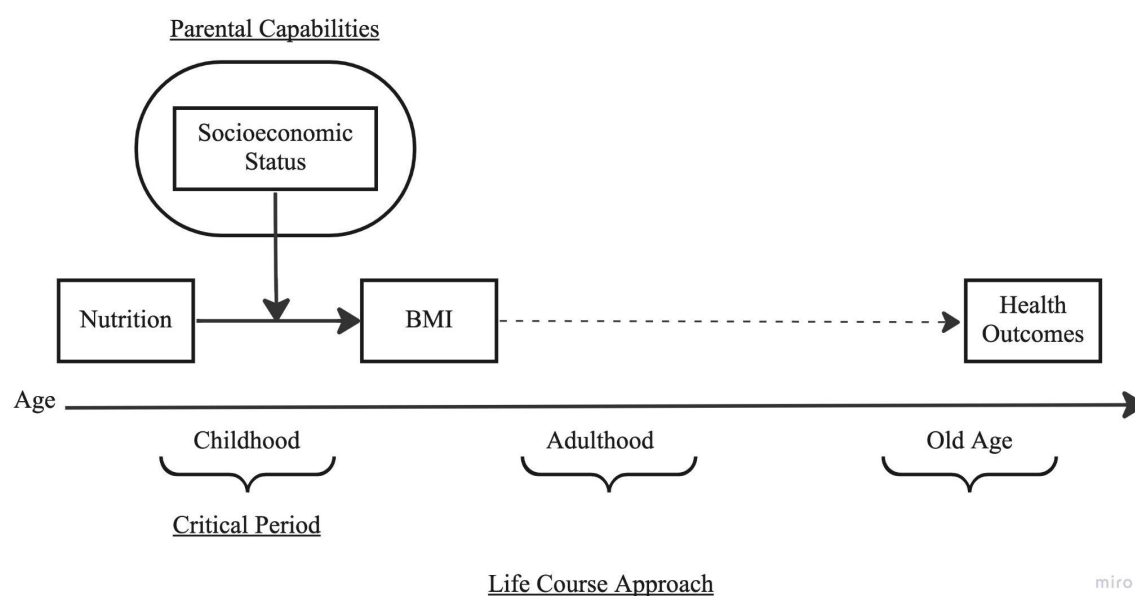 Parental Capabilities
Socioeconomic
Status
Nutrition
BMI
Health
Outcomes
Age
Childhood
Adulthood
Old Age
Critical Period
Life Course Approach
miro